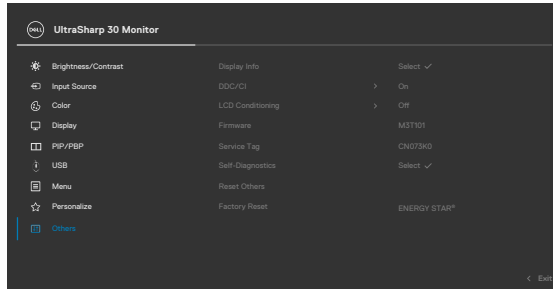 DELL UltraSharp 30 Monitor
Brightness/Contrast Display Info Select ✓
Input Source DDC/CI > On
Color LCD Conditioning > Off
Display Firmware M3T101
PIP/PBP Service Tag CN073K0
USB Self-Diagnostics Select ✓
Menu Reset Others
Personalize Factory Reset ENERGY STAR®
Others
< Exit